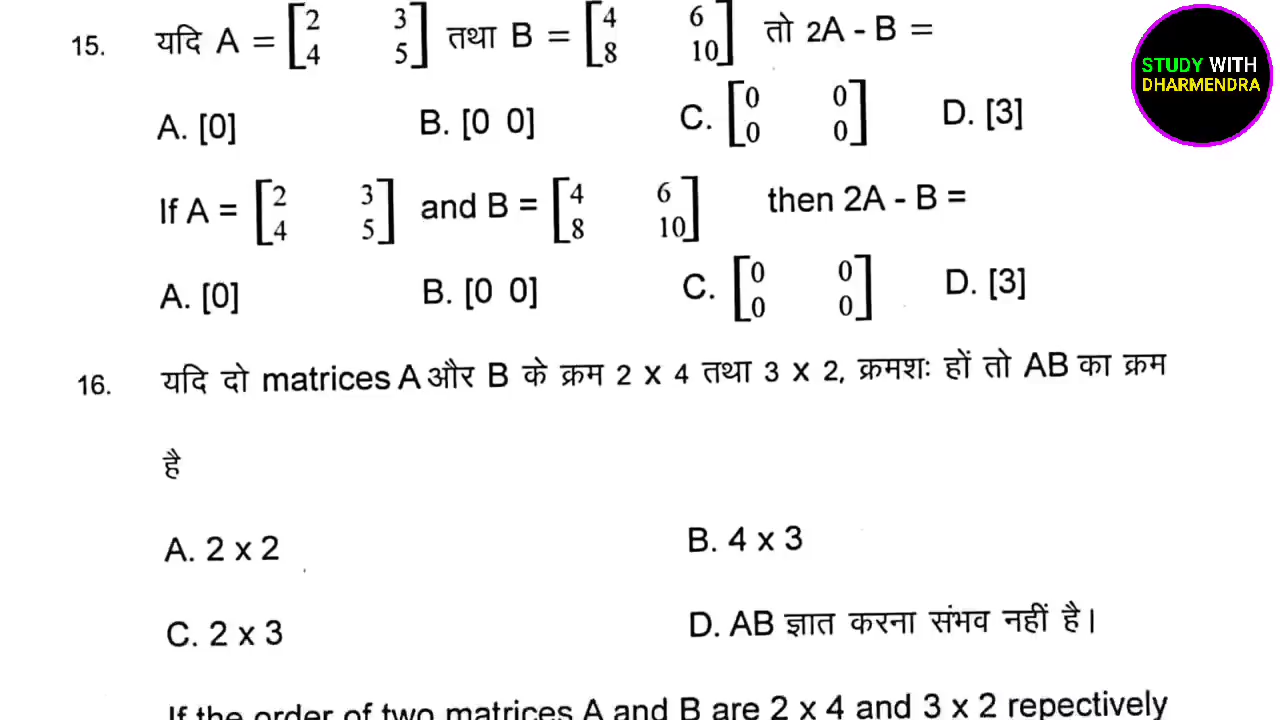 15. यदि A = [2 3 4 5] तथा B = [4 6 8 10] तो 2A - B =
A. [0] B. [0 0] C. [0 0 0 0] D. [3]
If A = [2 3 4 5] and B = [4 6 8 10] then 2A - B =
A. [0] B. [0 0] C. [0 0 0 0] D. [3]
16. यदि दो matrices A और B के क्रम 2 x 4 तथा 3 x 2, क्रमशः हों तो AB का क्रम
है
A. 2 x 2 B. 4 x 3
C. 2 x 3 D. AB ज्ञात करना संभव नहीं है।
If the order of two matrices A and B are 2 x 4 and 3 x 2 repectively
STUDY WITH
DHARMENDRA